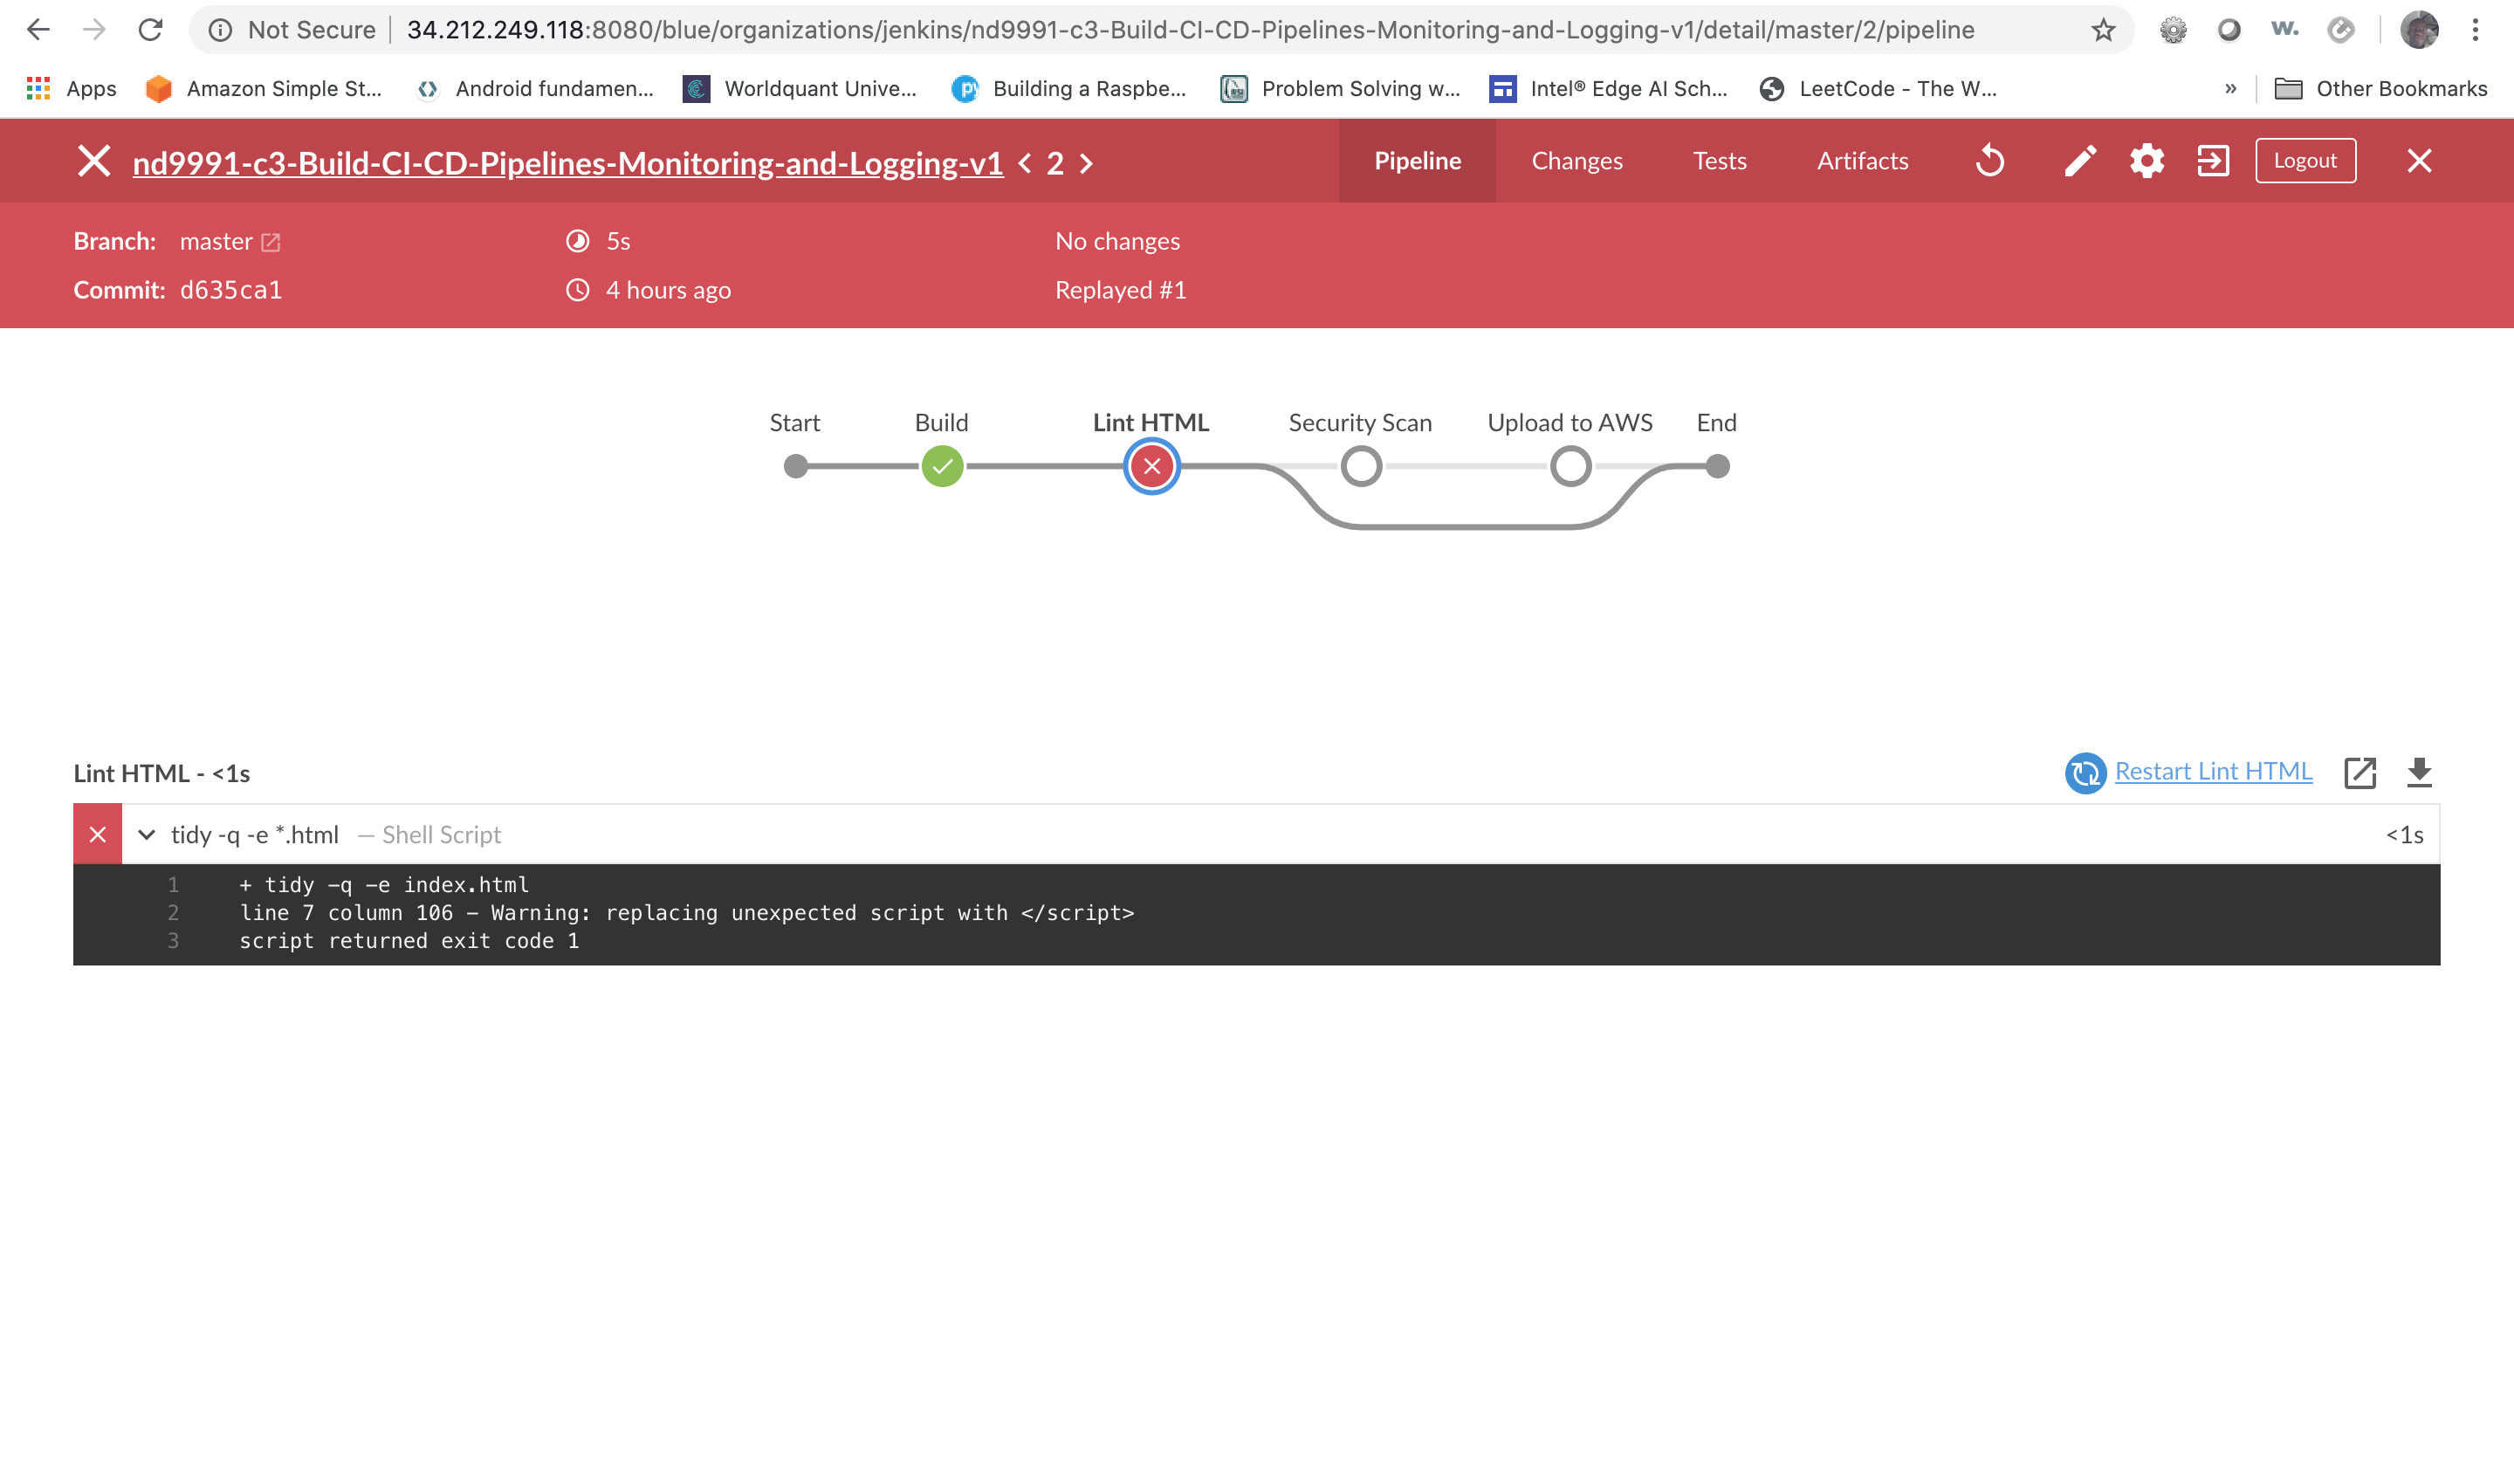 Not Secure 34.212.249.118:8080/blue/organizations/jenkins/nd9991-c3-Build-CI-CD-Pipelines-Monitoring-and-Logging-v1/detail/master/2/pipeline w.
Apps Amazon Simple St... Android fundamen... Worldquant Unive... Building a Raspbe... Problem Solving w... Intel® Edge AI Sch... LeetCode - The W... » Other Bookmarks
nd9991-c3-Build-CI-CD-Pipelines-Monitoring-and-Logging-v1 < 2 > Pipeline Changes Tests Artifacts Logout
Branch: master 5s No changes
Commit: d635ca1 4 hours ago Replayed #1
Start Build Lint HTML Security Scan Upload to AWS End
Lint HTML - <1s Restart Lint HTML
tidy -q -e *.html — Shell Script <1s
1 + tidy -q -e index.html
2 line 7 column 106 - Warning: replacing unexpected script with </script>
3 script returned exit code 1